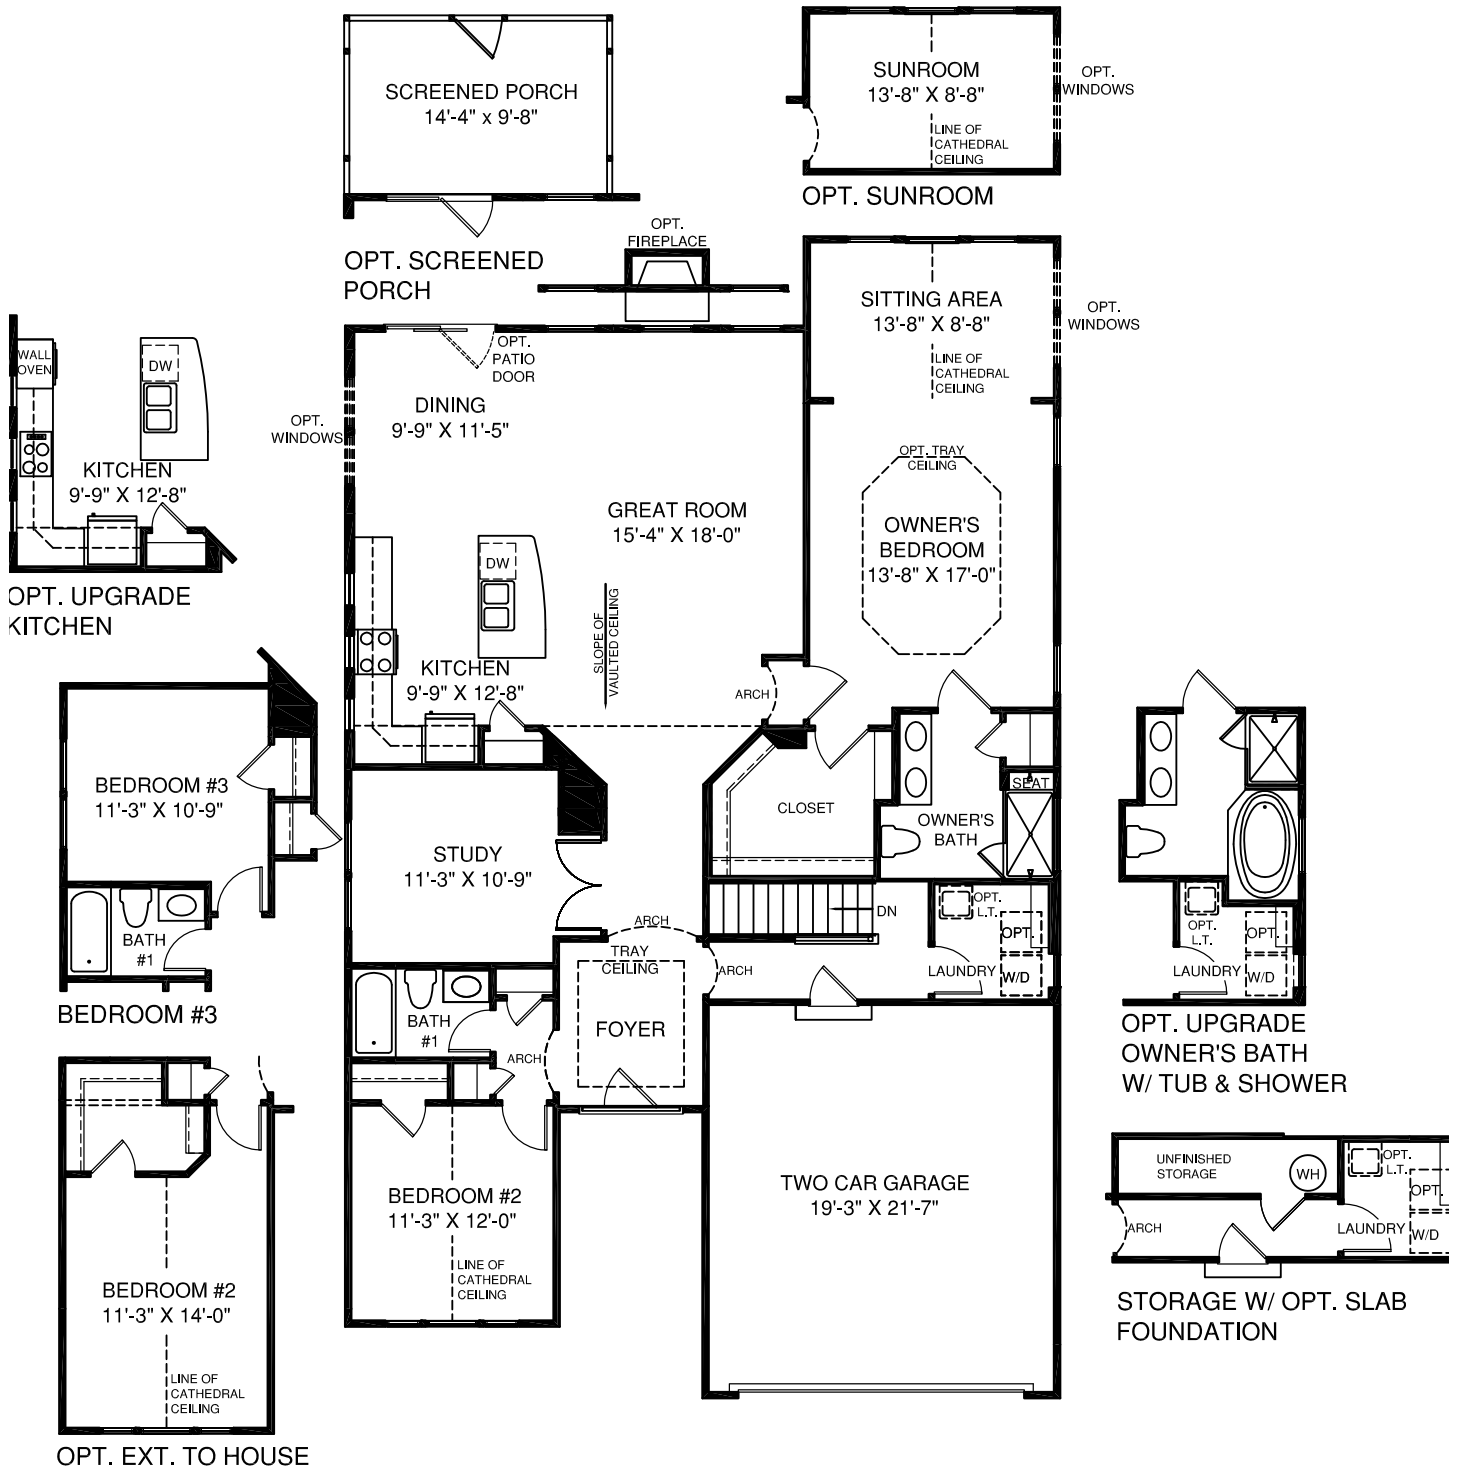 SCREENED PORCH
14'-4" x 9'-8"
OPT. SCREENED
PORCH
SUNROOM
13'-8" X 8'-8"
LINE OF
CATHEDRAL
CEILING
OPT.
WINDOWS
OPT. SUNROOM
OPT.
FIREPLACE
SITTING AREA
13'-8" X 8'-8"
LINE OF
CATHEDRAL
CEILING
OPT.
WINDOWS
WALL
OVEN
DW
KITCHEN
9'-9" X 12'-8"
OPT. UPGRADE
KITCHEN
OPT.
PATIO
DOOR
DINING
9'-9" X 11'-5"
OPT.
WINDOWS
GREAT ROOM
15'-4" X 18'-0"
OPT. TRAY
CEILING
OWNER'S
BEDROOM
13'-8" X 17'-0"
DW
SLOPE OF
VAULTED CEILING
KITCHEN
9'-9" X 12'-8"
ARCH
BEDROOM #3
11'-3" X 10'-9"
BATH
#1
BEDROOM #3
STUDY
11'-3" X 10'-9"
CLOSET
OWNER'S
BATH
SEAT
DN
OPT.
L.T.
OPT.
W/D
LAUNDRY
ARCH
TRAY
CEILING
ARCH
FOYER
BATH
#1
ARCH
OPT.
L.T.
OPT.
LAUNDRY
W/D
OPT. UPGRADE
OWNER'S BATH
W/ TUB & SHOWER
UNFINISHED
STORAGE
WH
OPT.
L.T.
OPT.
ARCH
LAUNDRY
W/D
STORAGE W/ OPT. SLAB
FOUNDATION
BEDROOM #2
11'-3" X 12'-0"
LINE OF
CATHEDRAL
CEILING
TWO CAR GARAGE
19'-3" X 21'-7"
BEDROOM #2
11'-3" X 14'-0"
LINE OF
CATHEDRAL
CEILING
OPT. EXT. TO HOUSE